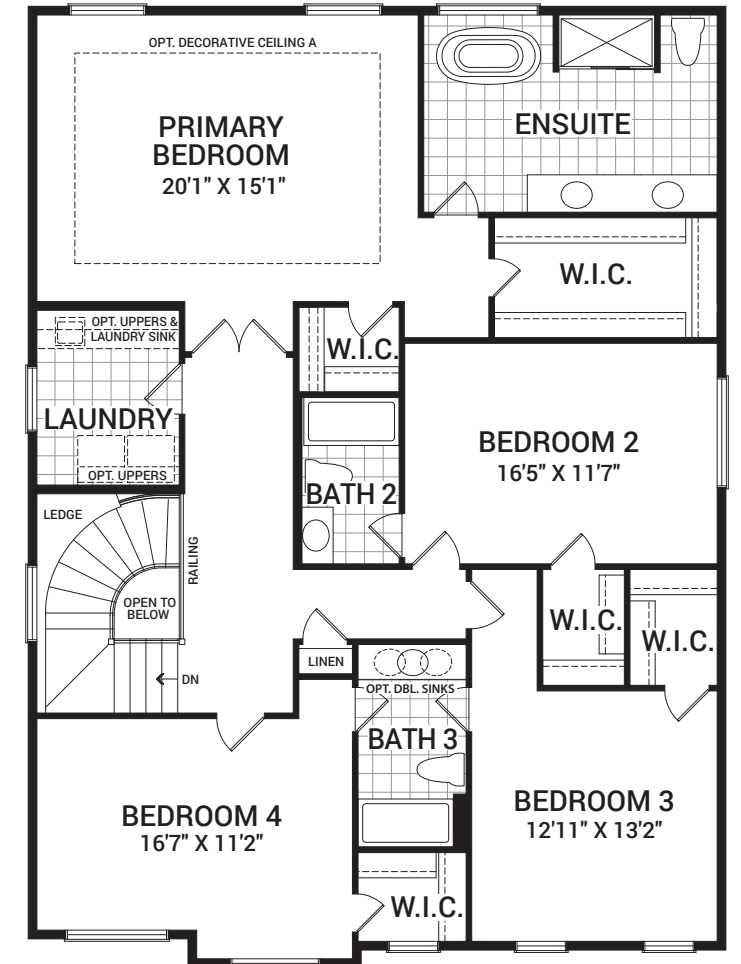 OPT. DECORATIVE CEILING A
PRIMARY
BEDROOM
20'1" X 15'1"
ENSUITE
W.I.C.
OPT. UPPERS &
LAUNDRY SINK
W.I.C.
LAUNDRY
OPT. UPPERS
BEDROOM 2
16'5" X 11'7"
BATH 2
LEDGE
RAILING
OPEN TO
BELOW
DN
W.I.C.
W.I.C.
LINEN
OPT. DBL. SINKS
BATH 3
BEDROOM 4
16'7" X 11'2"
BEDROOM 3
12'11" X 13'2"
W.I.C.